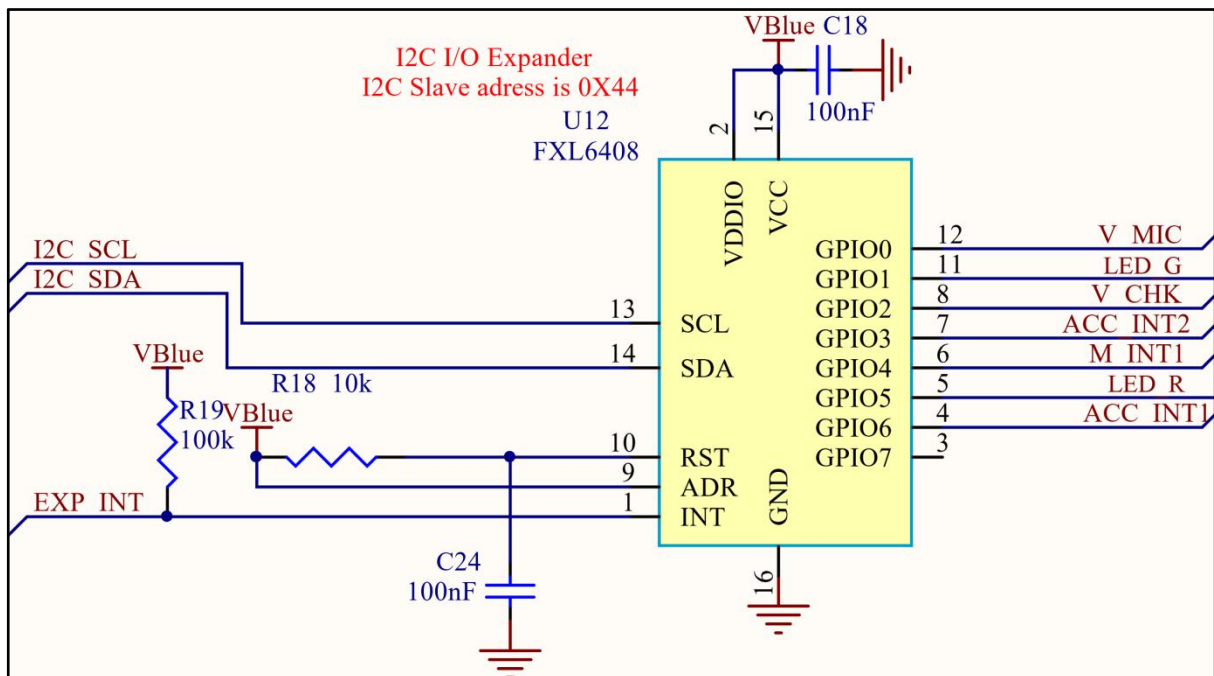 VBlue C18
I2C I/O Expander
I2C Slave adress is 0X44
100nF
U12
FXL6408
2
15
VDDIO
VCC
I2C SCL
I2C SDA
GPIO0 12 V MIC
GPIO1 11 LED G
GPIO2 8 V CHK
13 SCL
GPIO3 7 ACC INT2
VBlue
14 SDA
GPIO4 6 M INT1
R18 10k
GPIO5 5 LED R
R19
100k
VBlue
GPIO6 4 ACC INT1
10 RST
GPIO7 3
9 ADR
EXP INT
1 INT
GND
16
C24
100nF